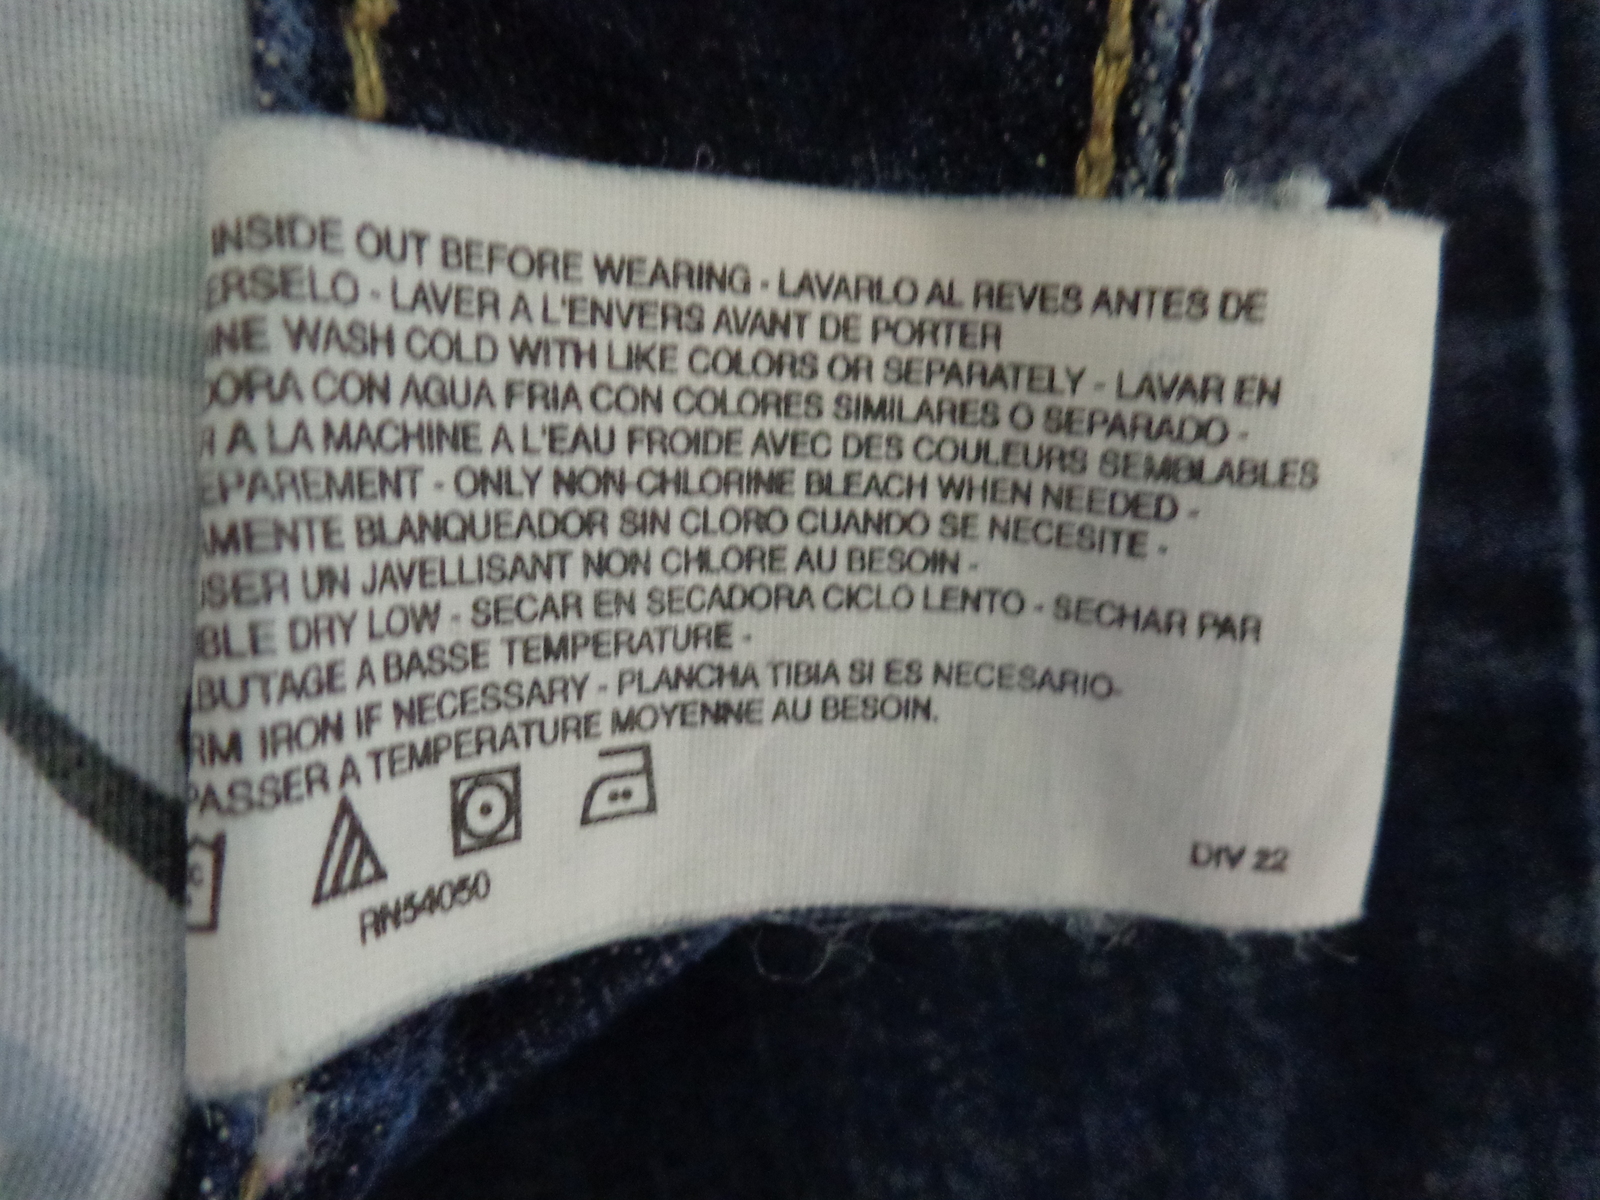 INSIDE OUT BEFORE WEARING - LAVARLO AL REVES ANTES DE
ERSELO - LAVER A L'ENVERS AVANT DE PORTER
INE WASH COLD WITH LIKE COLORS OR SEPARATELY - LAVAR EN
DORA CON AGUA FRIA CON COLORES SIMILARES O SEPARADO -
R A LA MACHINE A L'EAU FROIDE AVEC DES COULEURS SEMBLABLES
EPAREMENT - ONLY NON-CHLORINE BLEACH WHEN NEEDED -
AMENTE BLANQUEADOR SIN CLORO CUANDO SE NECESITE -
ISER UN JAVELLISANT NON CHLORE AU BESOIN -
BLE DRY LOW - SECAR EN SECADORA CICLO LENTO - SECHAR PAR
BUTAGE A BASSE TEMPERATURE -
RM IRON IF NECESSARY - PLANCHA TIBIA SI ES NECESARIO-
PASSER A TEMPERATURE MOYENNE AU BESOIN.
C
RN54050
DIV 22